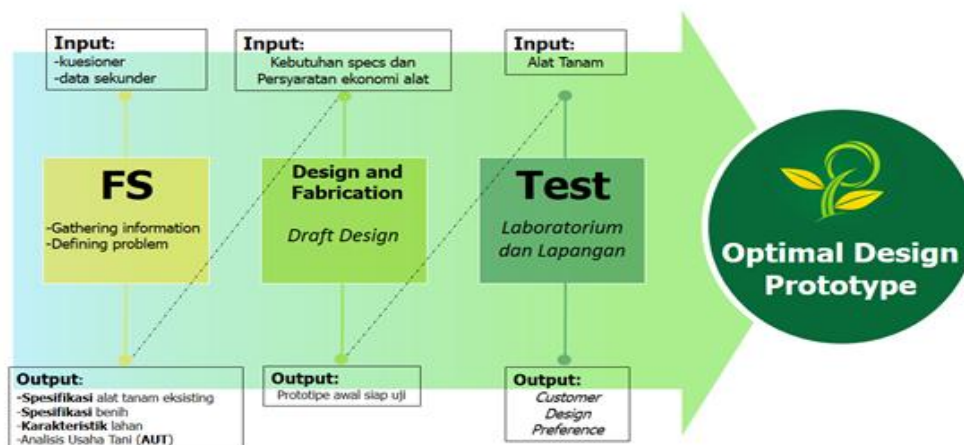 Input:
-kuesioner
-data sekunder
Input:
Kebutuhan specs dan
Persyaratan ekonomi alat
Input:
Alat Tanam
FS
-Gathering information
-Defining problem
Design and
Fabrication
Draft Design
Test
Laboratorium
dan Lapangan
Optimal Design
Prototype
Output:
-Spesifikasi alat tanam eksisting
-Spesifikasi benih
-Karakteristik lahan
-Analisis Usaha Tani (AUT)
Output:
Prototipe awal siap uji
Output:
Customer
Design
Preference